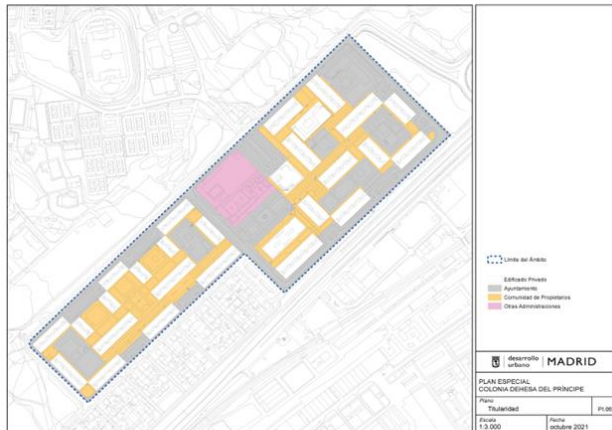 Límite del Ámbito
Edificado Privado
Ayuntamiento
Comunidad de Propietarios
Otras Administraciones
desarrollo
urbano
MADRID
PLAN ESPECIAL
COLONIA DEHESA DEL PRÍNCIPE
Plano
Titularidad
Escala
1:3.000
Fecha
octubre 2021